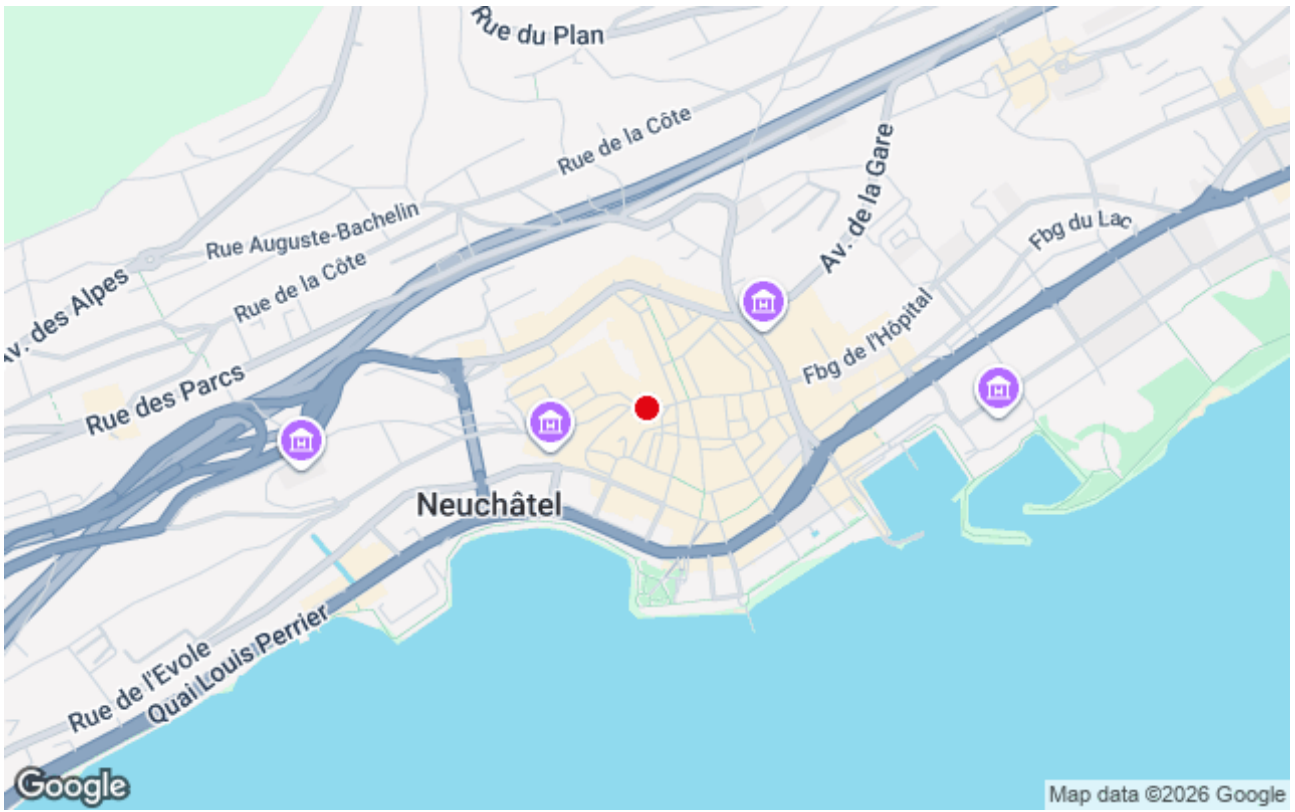 Rue du Plan
Rue de la Côte
Av. de la Gare
Rue Auguste-Bachelin
Fbg du Lac
Rue de la Côte
Av. des Alpes
Fbg de l'Hôpital
Rue des Parcs
Neuchâtel
Quai Louis Perrier
Rue de l'Evole
Google
Map data ©2026 Google